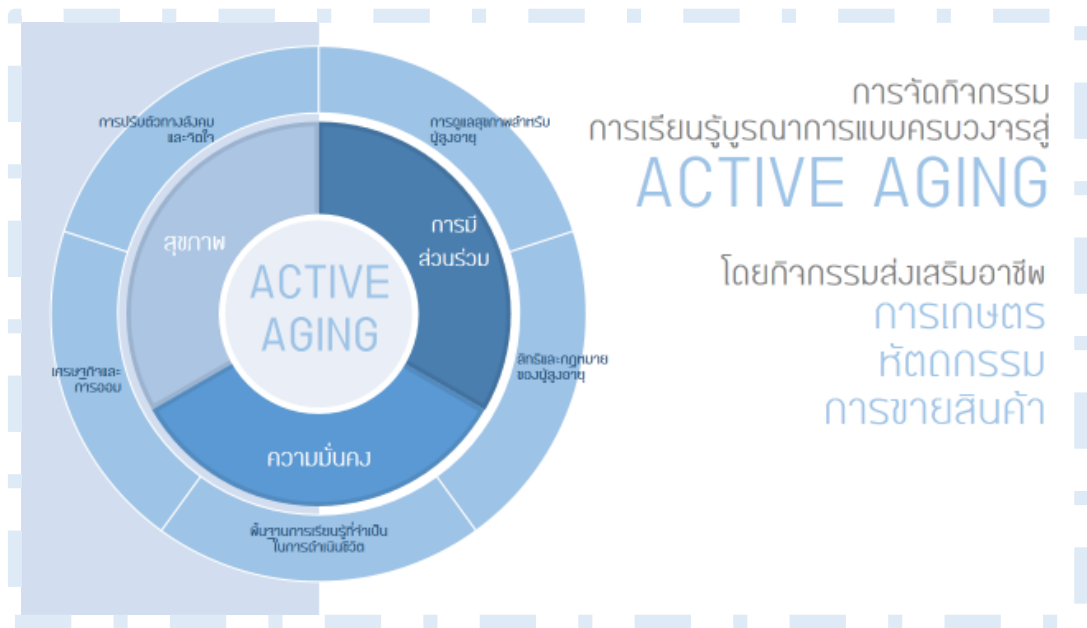 การปรับตัวทางสังคม
และจิตใจ
การดูแลสุขภาพสำหรับ
ผู้สูงอายุ
สุขภาพ
การมี
ส่วนร่วม
ACTIVE
AGING
เศรษฐกิจและ
การออม
สิทธิและกฎหมาย
ของผู้สูงอายุ
ความมั่นคง
พื้นฐานการเรียนรู้ที่จำเป็น
ในการดำเนินชีวิต
การจัดกิจกรรม
การเรียนรู้บูรณาการแบบครบวงจรสู่
ACTIVE AGING
โดยกิจกรรมส่งเสริมอาชีพ
การเกษตร
หัตถกรรม
การขายสินค้า